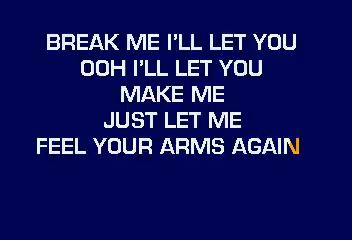 BREAK ME I'LL LET YOU
OOH I'LL LET YOU
MAKE ME
JUST LET ME
FEEL YOUR ARMS AGAIN